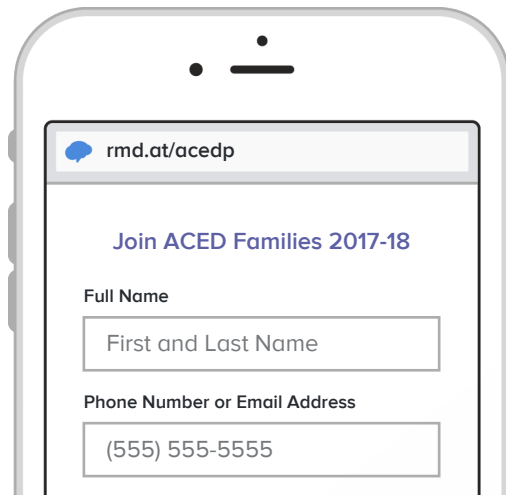 rmd.at/acedp
Join ACED Families 2017-18
Full Name
First and Last Name
Phone Number or Email Address
(555) 555-5555